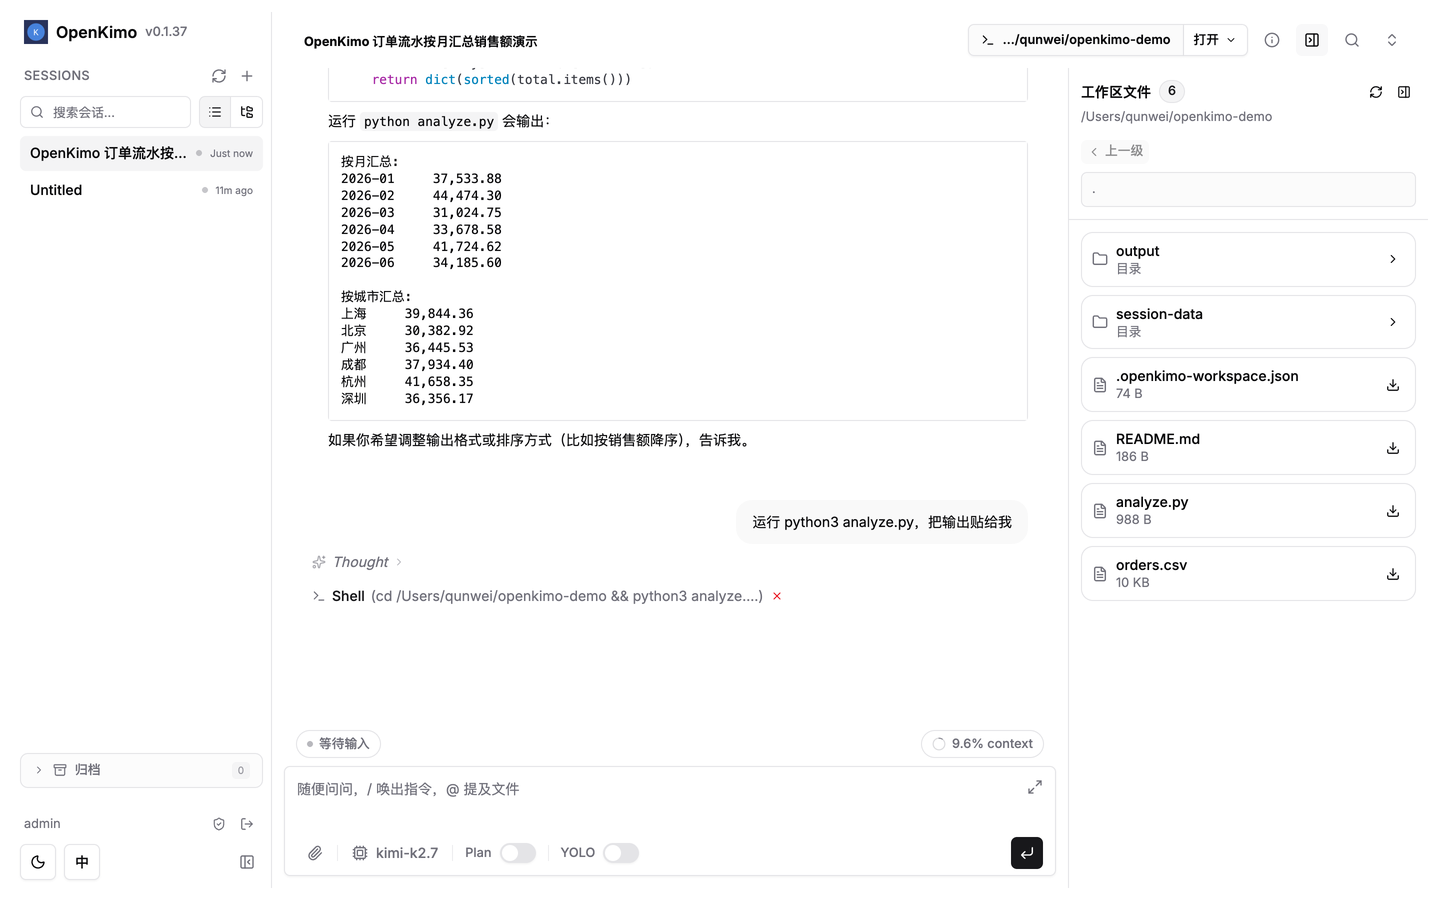 OpenKimo v0.1.37
SESSIONS
搜索会话...
OpenKimo 订单流水按... Just now
Untitled 11m ago
归档 0
admin
中
OpenKimo 订单流水按月汇总销售额演示
.../qunwei/openkimo-demo 打开
return dict(sorted(total.items()))
运行 python analyze.py 会输出：
按月汇总:
2026-01 37,533.88
2026-02 44,474.30
2026-03 31,024.75
2026-04 33,678.58
2026-05 41,724.62
2026-06 34,185.60
按城市汇总:
上海 39,844.36
北京 30,382.92
广州 36,445.53
成都 37,934.40
杭州 41,658.35
深圳 36,356.17
如果你希望调整输出格式或排序方式（比如按销售额降序），告诉我。
运行 python3 analyze.py，把输出贴给我
Thought
Shell (cd /Users/qunwei/openkimo-demo && python3 analyze....)
等待输入
9.6% context
随便问问，/ 唤出指令，@ 提及文件
kimi-k2.7 Plan YOLO
工作区文件 6
/Users/qunwei/openkimo-demo
上一级
.
output
目录
session-data
目录
.openkimo-workspace.json
74 B
README.md
186 B
analyze.py
988 B
orders.csv
10 KB